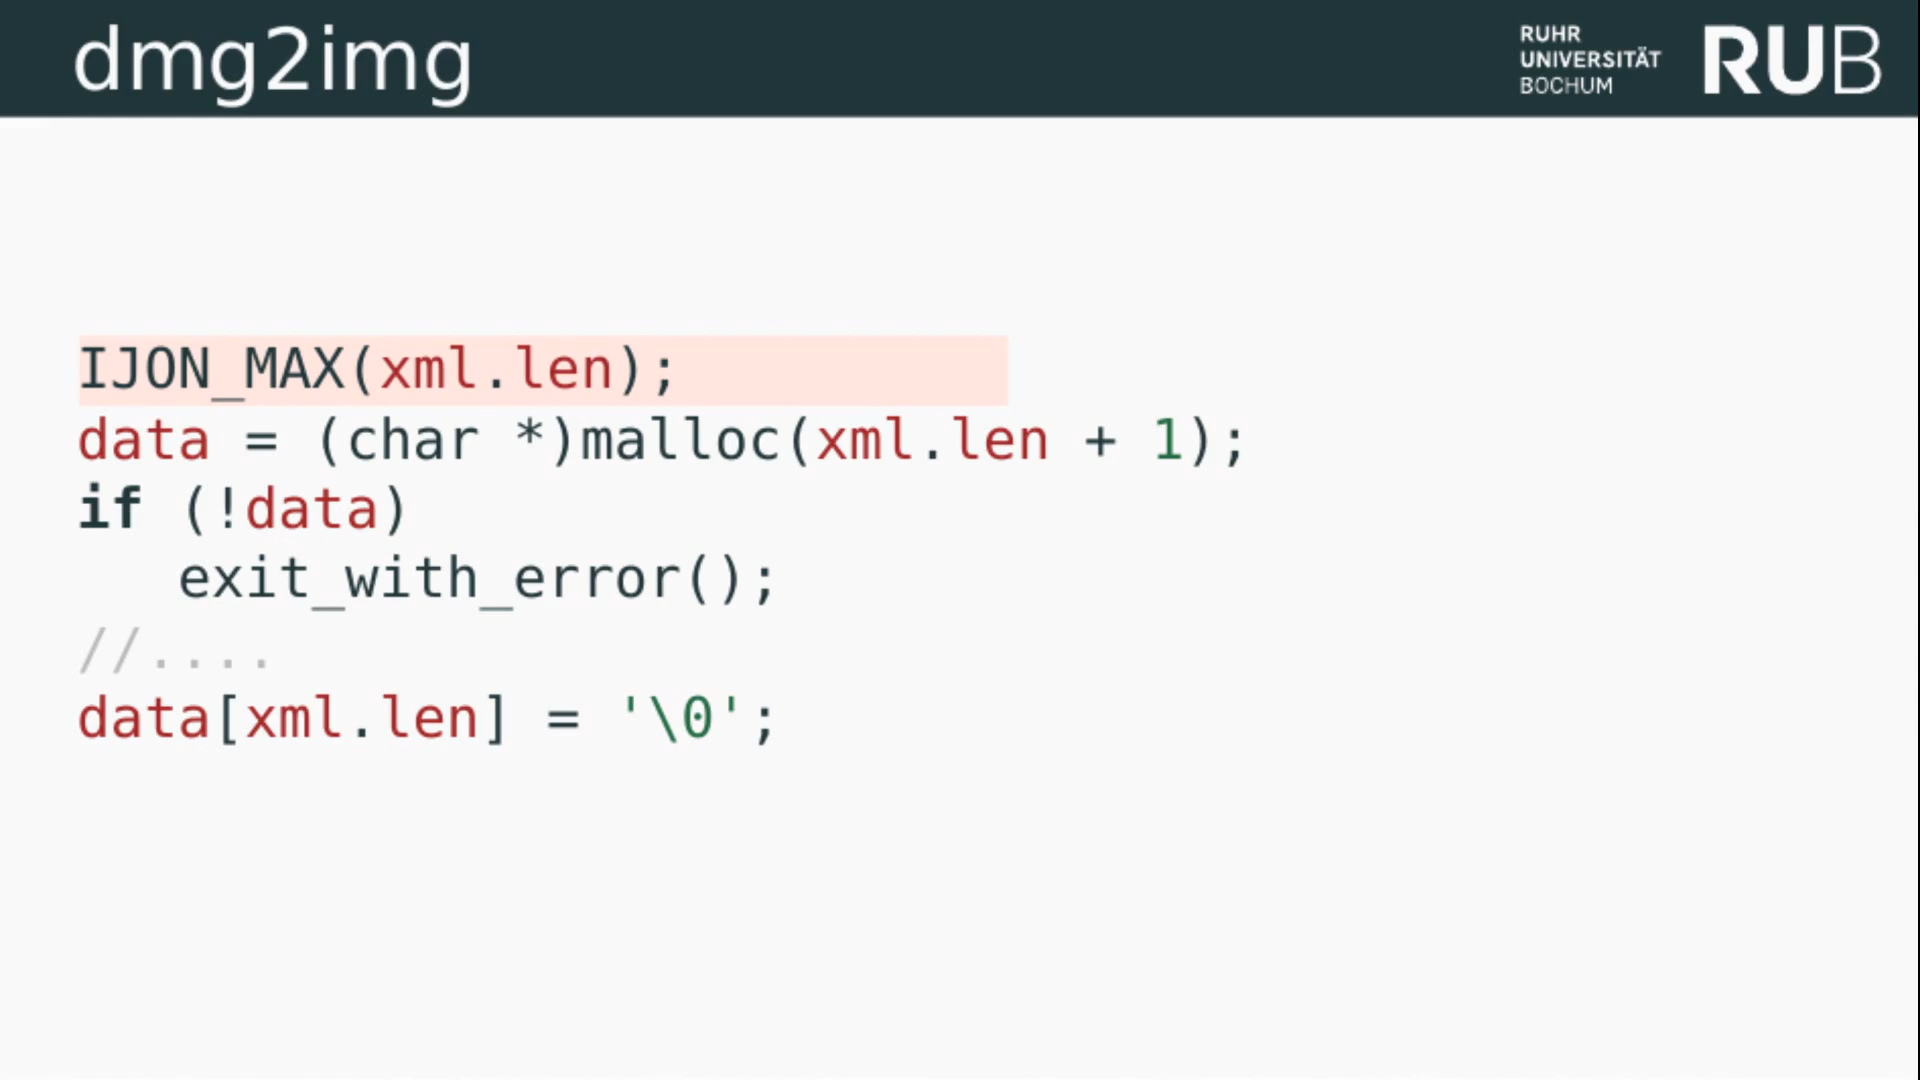 dmg2img
RUHR
UNIVERSITÄT
BOCHUM
RUB
IJON_MAX(xml.len);
data = (char *)malloc(xml.len + 1);
if (!data)
   exit_with_error();
//....
data[xml.len] = '\0';